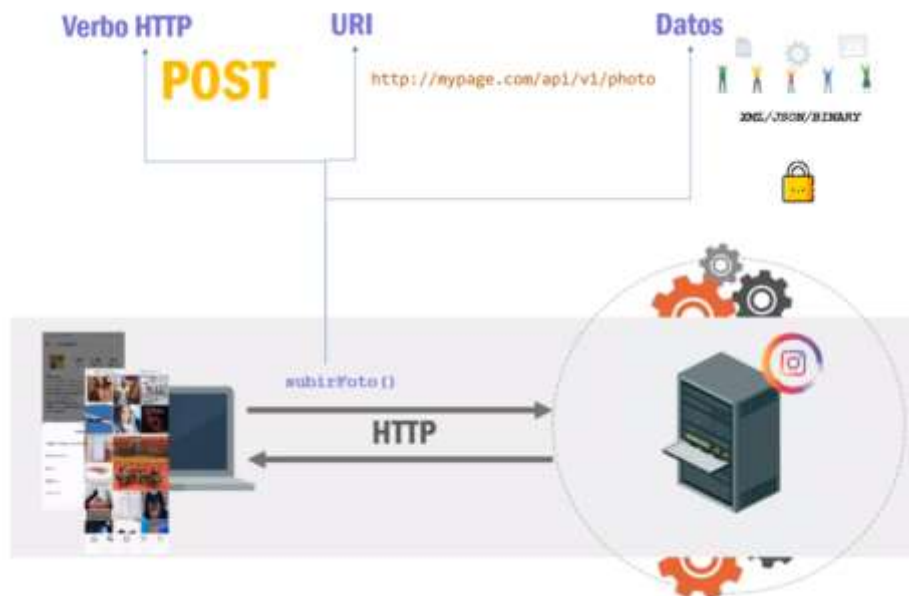 Verbo HTTP
URI
Datos
POST
http://mypage.com/api/v1/photo
XML/JSON/BINARY
subirFoto()
HTTP